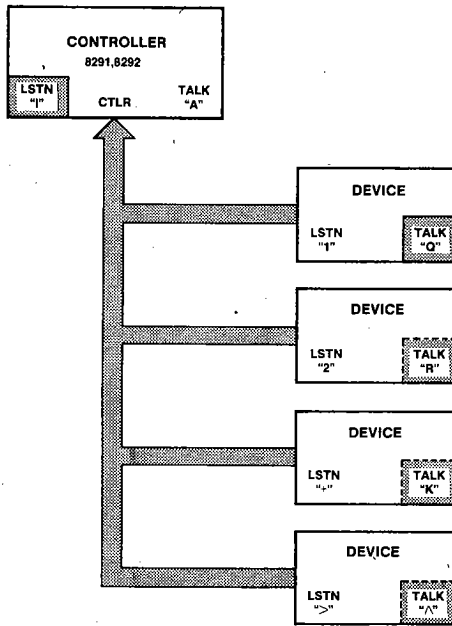 CONTROLLER
8291,8292
LSTN
"!"
CTLR
TALK
"A"
DEVICE
LSTN
"1"
TALK
"Q"
DEVICE
LSTN
"2"
TALK
"R"
DEVICE
LSTN
"+"
TALK
"K"
DEVICE
LSTN
">"
TALK
"^"